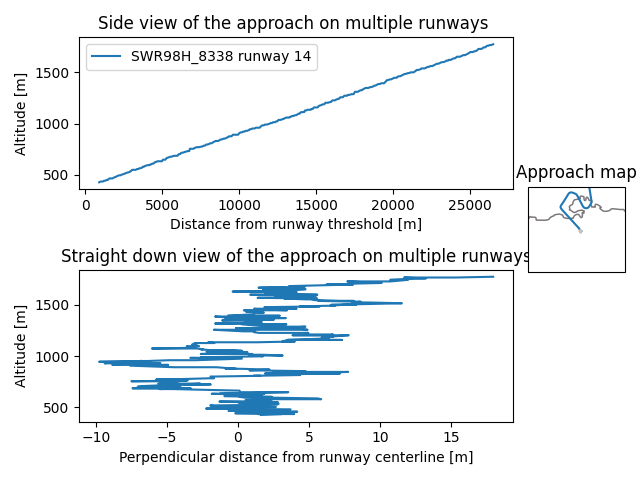 Side view of the approach on multiple runways
SWR98H_8338 runway 14
Altitude [m]
1500
1000
500
0
5000
10000
15000
20000
25000
Distance from runway threshold [m]
Approach map
Straight down view of the approach on multiple runways
Altitude [m]
1500
1000
500
−10
−5
0
5
10
15
Perpendicular distance from runway centerline [m]